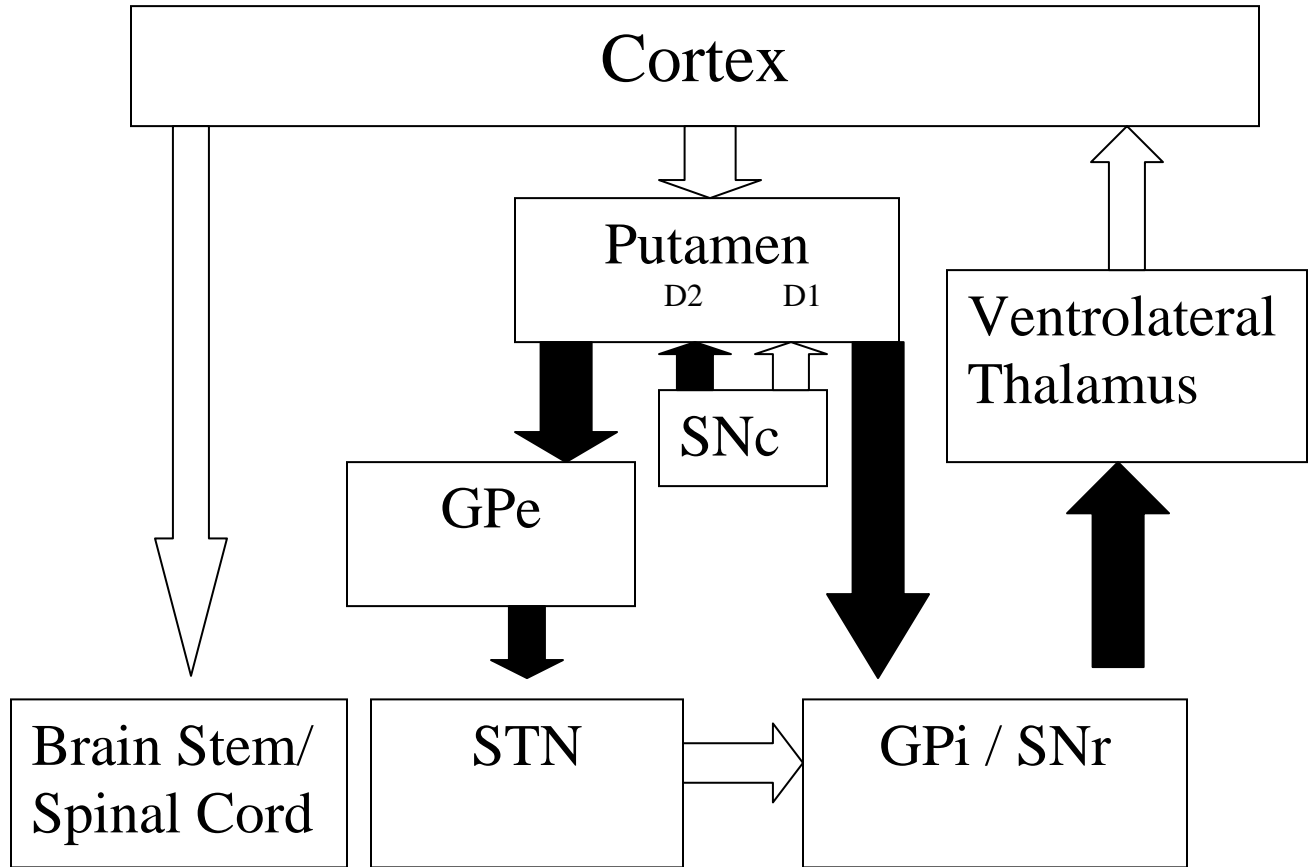 Cortex
Putamen
D2 D1
Ventrolateral
Thalamus
SNc
GPe
Brain Stem/
Spinal Cord
STN
GPi / SNr